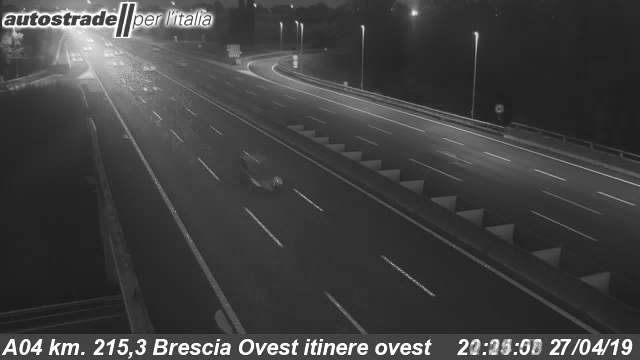 autostrade//per l'italia
A04 km. 215,3 Brescia Ovest itinere ovest 27/04/19